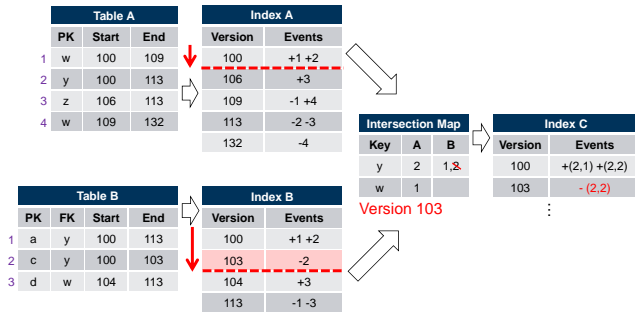 Table A
PK Start End
1 w 100 109
2 y 100 113
3 z 106 113
4 w 109 132
Index A
Version Events
100 +1 +2
106 +3
109 -1 +4
113 -2 -3
132 -4
Table B
PK FK Start End
1 a y 100 113
2 c y 100 103
3 d w 104 113
Index B
Version Events
100 +1 +2
103 -2
104 +3
113 -1 -3
Intersection Map
Key A B
y 2 1,2
w 1
Version 103
Index C
Version Events
100 +(2,1) +(2,2)
103 - (2,2)
⋮